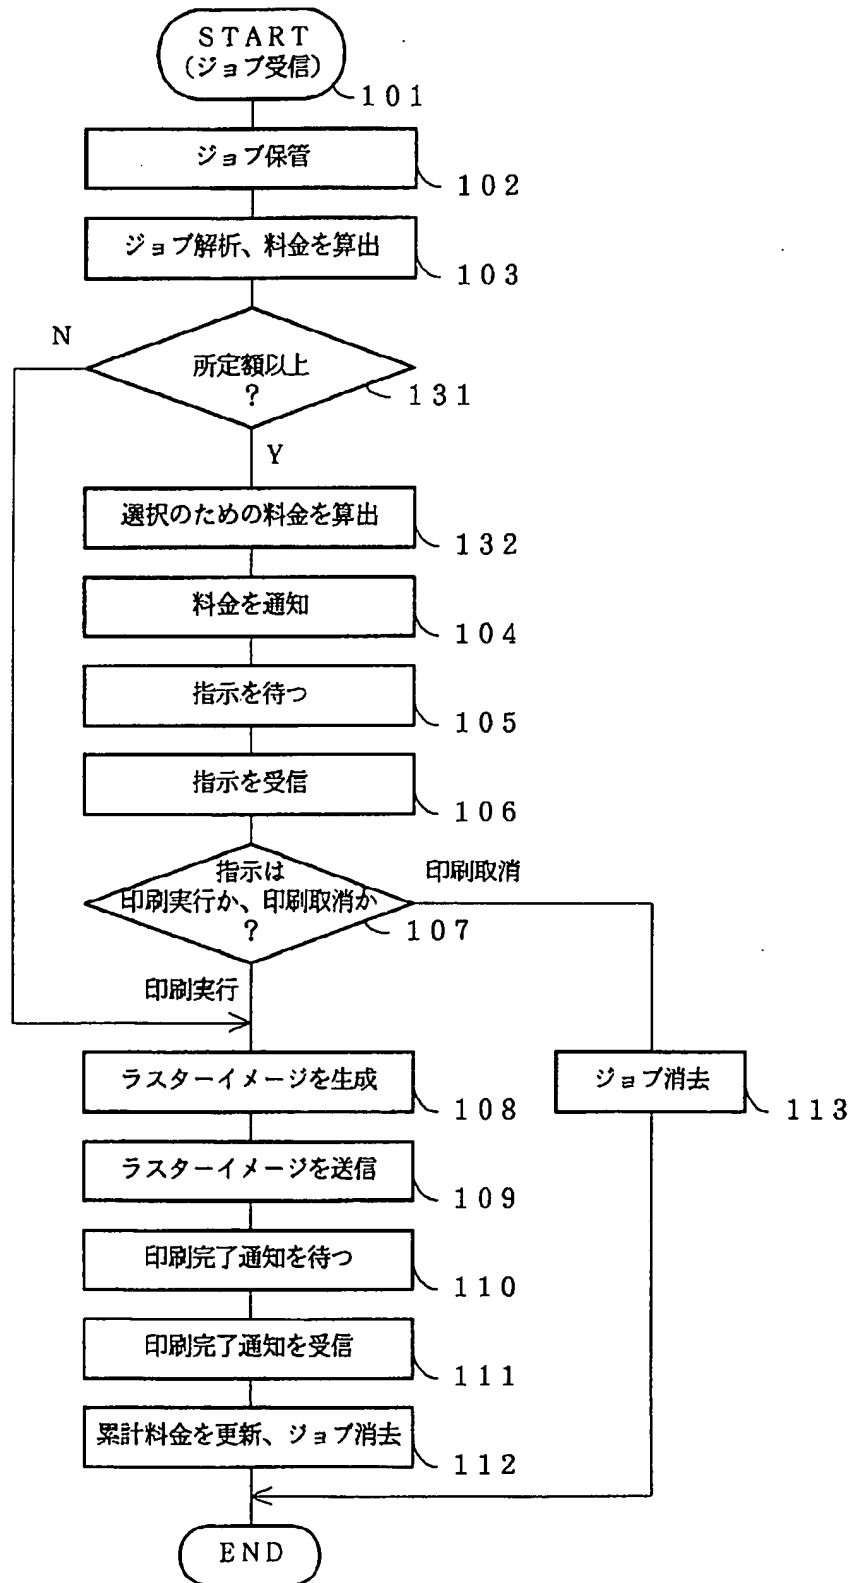 START
(ジョブ受信)
101
ジョブ保管
102
ジョブ解析、料金を算出
103
N
所定額以上
?
131
Y
選択のための料金を算出
132
料金を通知
104
指示を待つ
105
指示を受信
106
指示は
印刷実行か、印刷取消か
?
107
印刷取消
印刷実行
ラスターイメージを生成
108
ジョブ消去
113
ラスターイメージを送信
109
印刷完了通知を待つ
110
印刷完了通知を受信
111
累計料金を更新、ジョブ消去
112
END